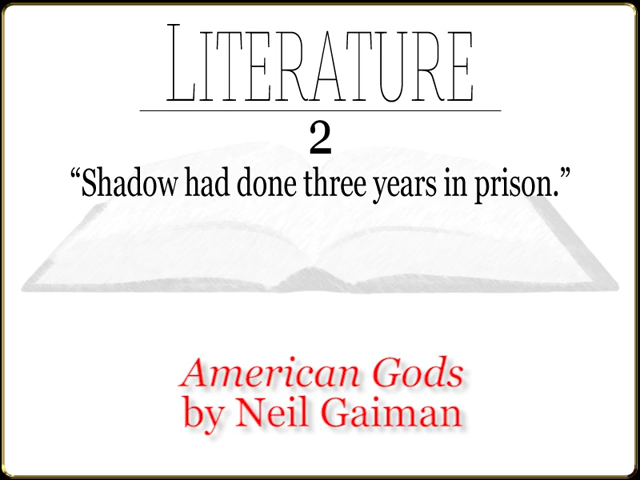 LITERATURE
2
“Shadow had done three years in prison.”
American Gods
by Neil Gaiman